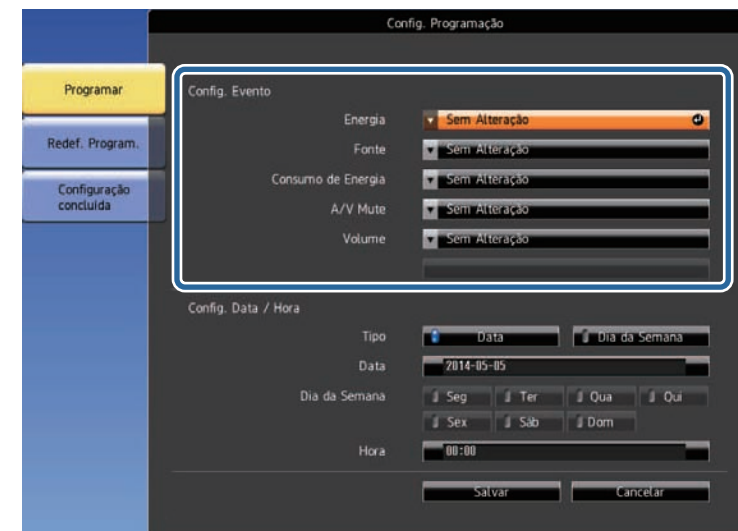 Config. Programação
Programar
Redef. Program.
Configuração
concluída
Config. Evento
Energia Sem Alteração
Fonte Sem Alteração
Consumo de Energia Sem Alteração
A/V Mute Sem Alteração
Volume Sem Alteração
Config. Data / Hora
Tipo Data Dia da Semana
Data 2014-05-05
Dia da Semana Seg Ter Qua Qui
Sex Sáb Dom
Hora 00:00
Salvar Cancelar